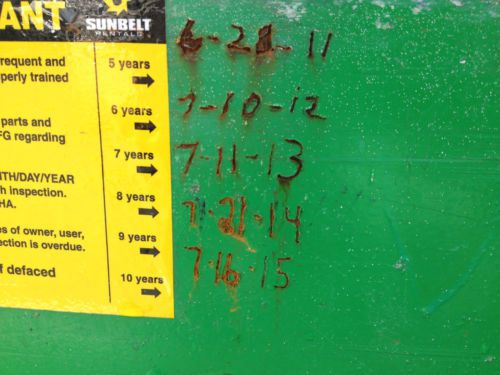 ANT
SUNBELT
RENTALS
requent and
perly trained
5 years
6-28-11
parts and
FG regarding
6 years
7-10-12
7 years
7-11-13
NTH/DAY/YEAR
h inspection.
HA.
8 years
7-21-14
es of owner, user,
ection is overdue.
9 years
7-16-15
f defaced
10 years